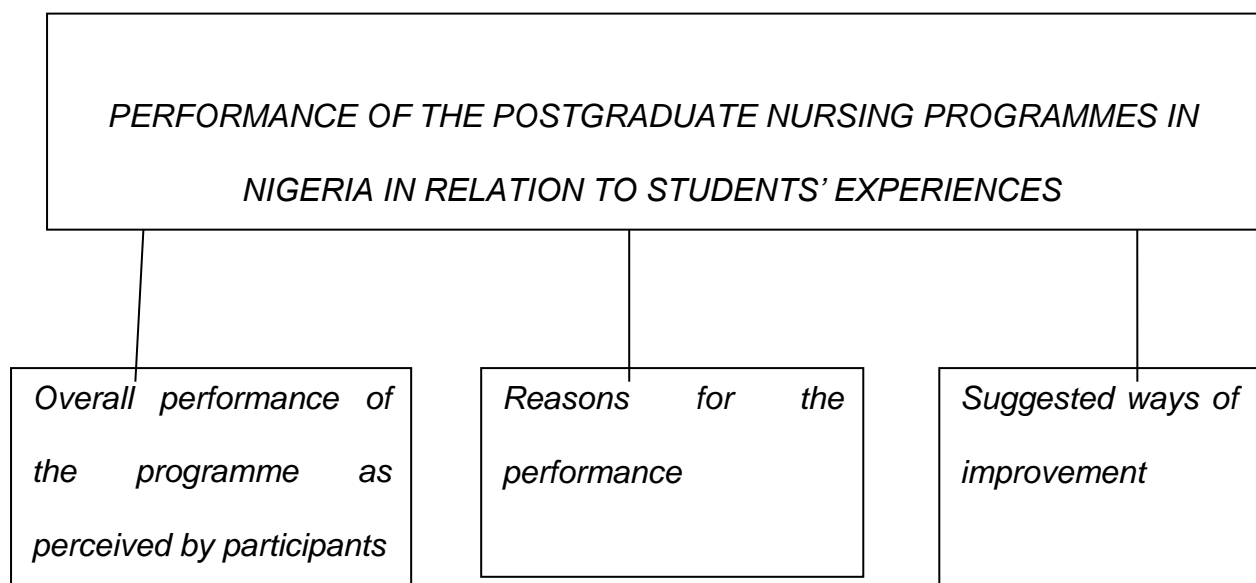 PERFORMANCE OF THE POSTGRADUATE NURSING PROGRAMMES IN
NIGERIA IN RELATION TO STUDENTS’ EXPERIENCES
Overall performance of
the programme as
perceived by participants
Reasons for the
performance
Suggested ways of
improvement